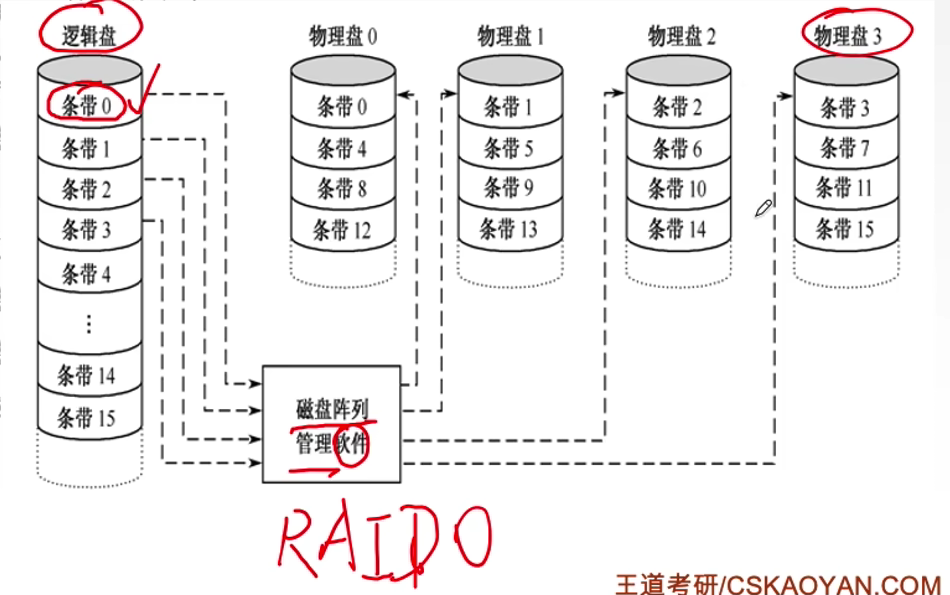 逻辑盘
条带 0
条带 1
条带 2
条带 3
条带 4
⋮
条带 14
条带 15
物理盘 0
条带 0
条带 4
条带 8
条带 12
物理盘 1
条带 1
条带 5
条带 9
条带 13
物理盘 2
条带 2
条带 6
条带 10
条带 14
物理盘 3
条带 3
条带 7
条带 11
条带 15
磁盘阵列
管理软件
RAID0
王道考研/CSKAOYAN.COM